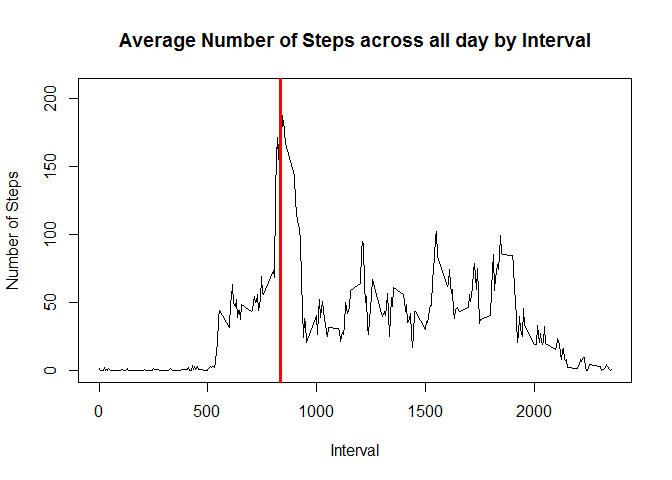 Average Number of Steps across all day by Interval
Number of Steps
200
150
100
50
0
0 500 1000 1500 2000
Interval